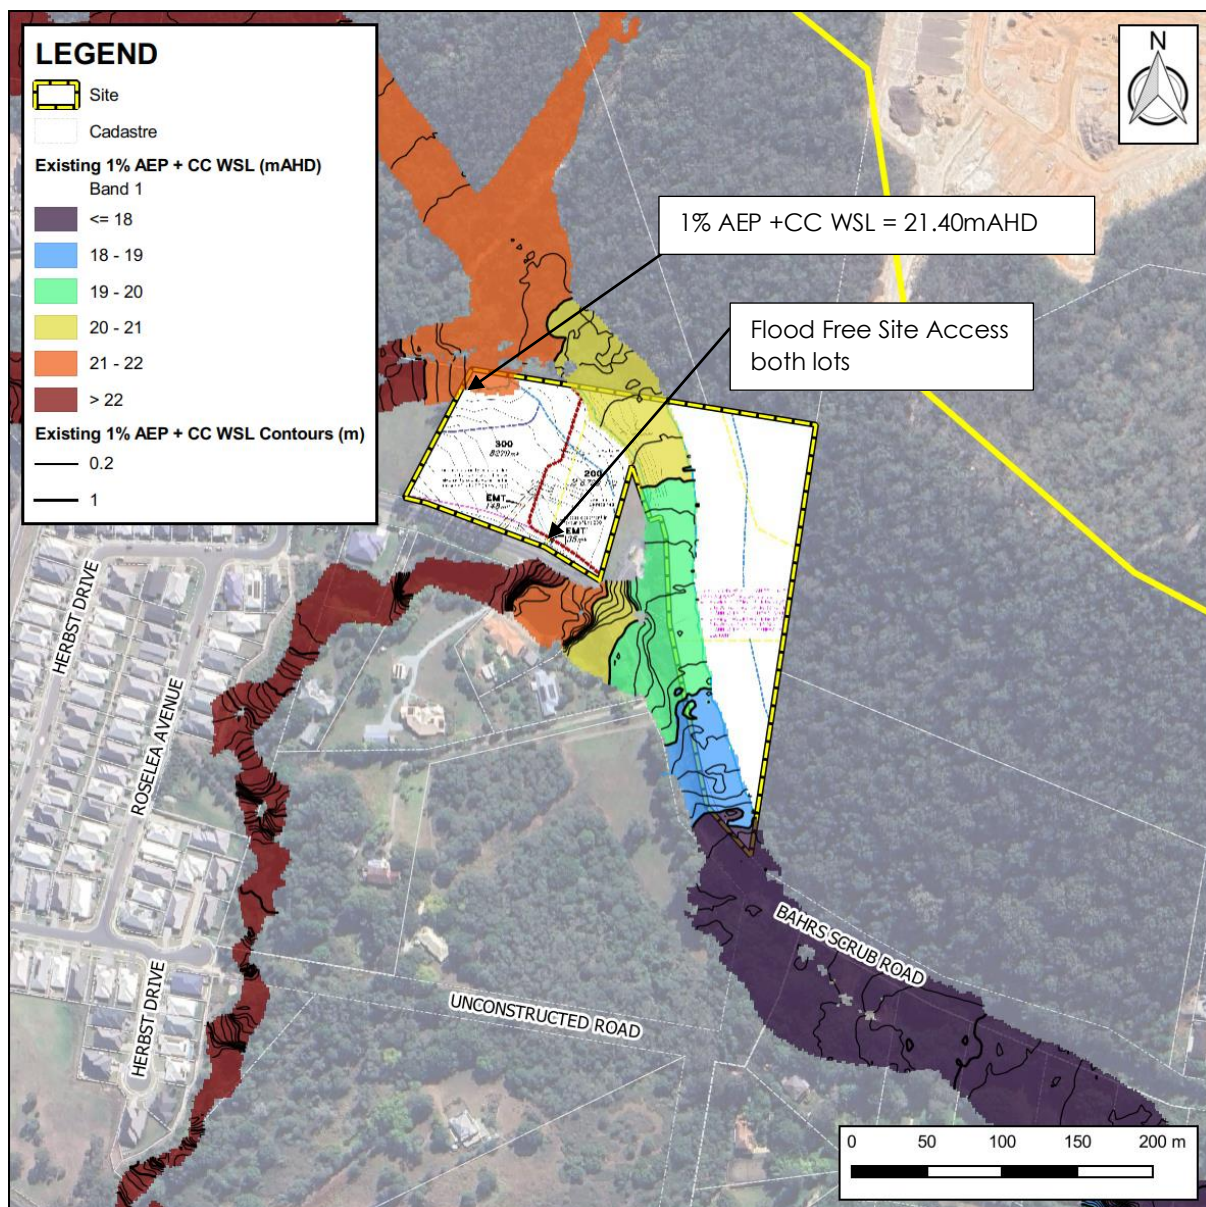 LEGEND
Site
Cadastre
Existing 1% AEP + CC WSL (mAHD)
Band 1
<= 18
18 - 19
19 - 20
20 - 21
21 - 22
> 22
Existing 1% AEP + CC WSL Contours (m)
0.2
1
N
1% AEP +CC WSL = 21.40mAHD
Flood Free Site Access
both lots
300
200
EMT
EMT
HERBST DRIVE
ROSELEA AVENUE
HERBST DRIVE
UNCONSTRUCTED ROAD
BAHRS SCRUB ROAD
0 50 100 150 200 m